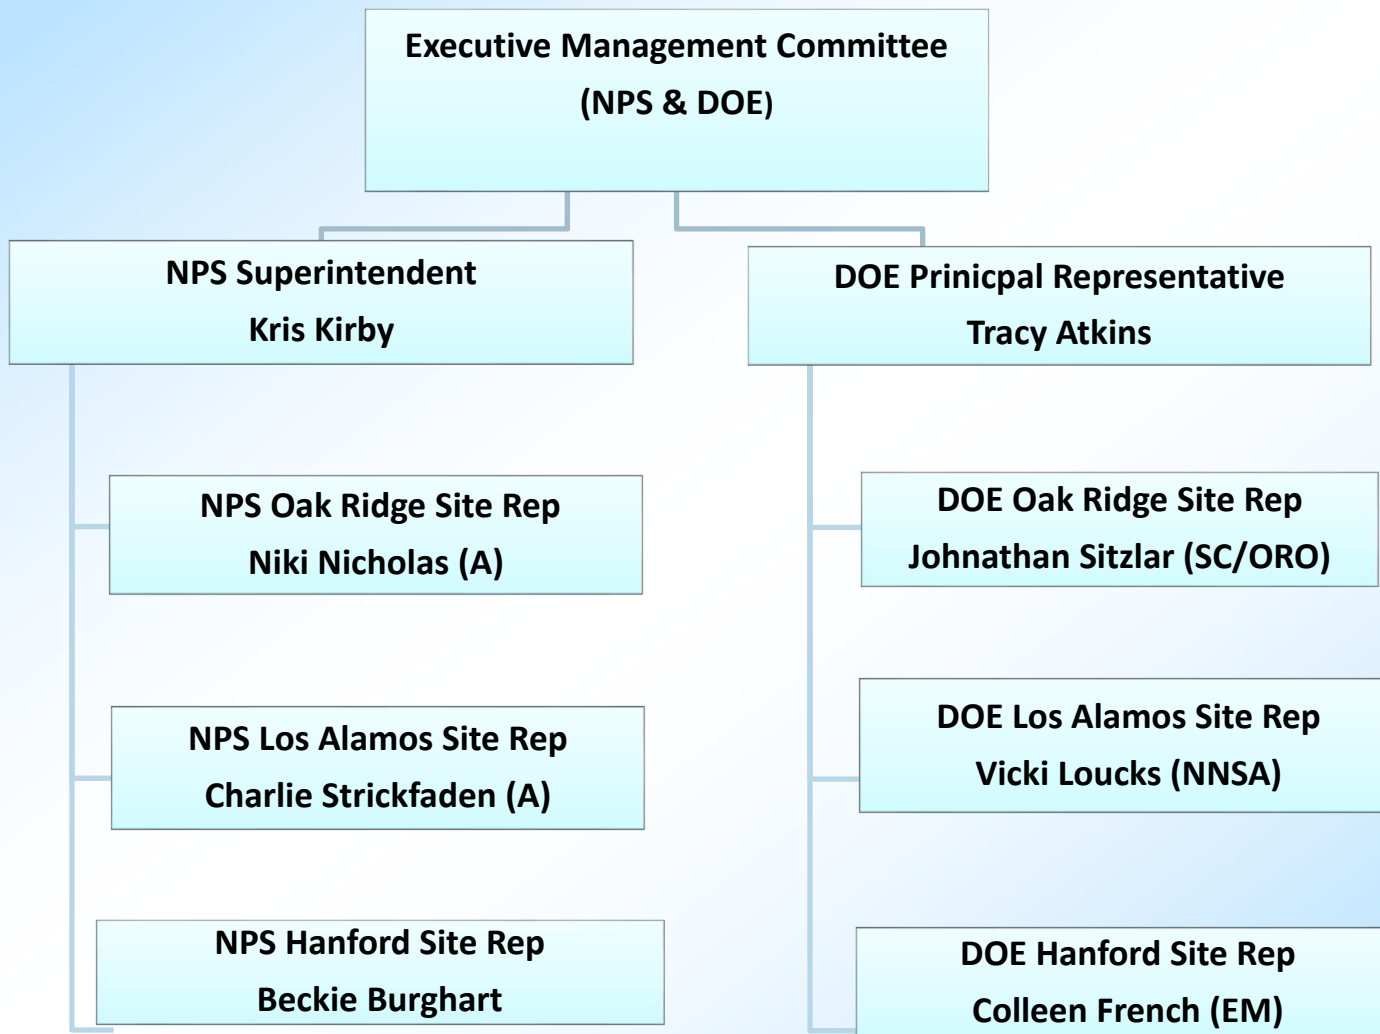 Executive Management Committee
(NPS & DOE)
NPS Superintendent
Kris Kirby
DOE Prinicpal Representative
Tracy Atkins
NPS Oak Ridge Site Rep
Niki Nicholas (A)
DOE Oak Ridge Site Rep
Johnathan Sitzlar (SC/ORO)
NPS Los Alamos Site Rep
Charlie Strickfaden (A)
DOE Los Alamos Site Rep
Vicki Loucks (NNSA)
NPS Hanford Site Rep
Beckie Burghart
DOE Hanford Site Rep
Colleen French (EM)